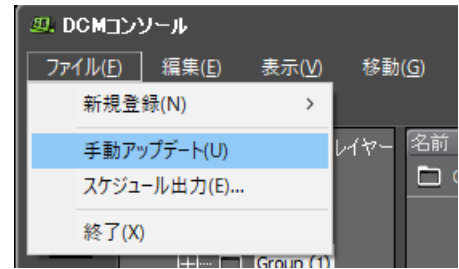 DCMコンソール
ファイル(F) 編集(E) 表示(V) 移動(G)
新規登録(N) >
手動アップデート(U)
レイヤー 名前
スケジュール出力(E)...
終了(X)
Group (1)